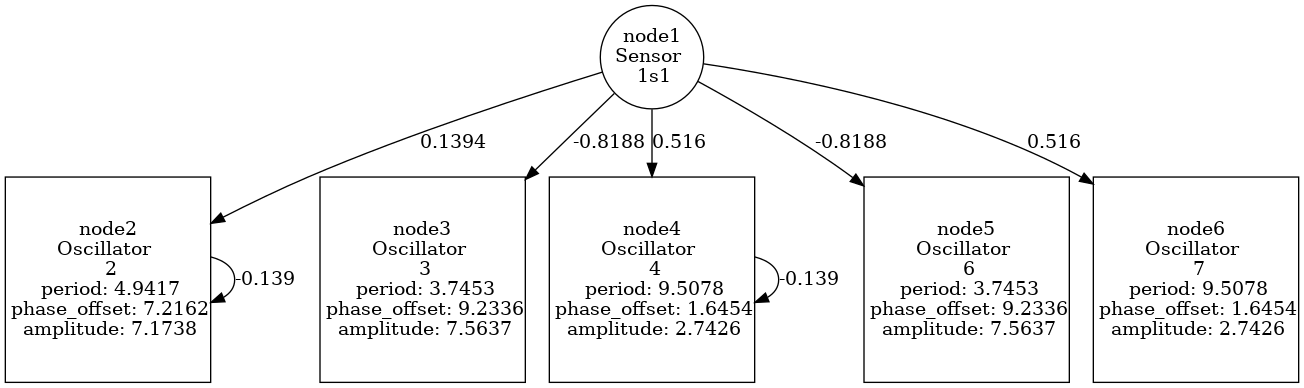 node1
Sensor
1s1
0.1394
-0.8188
0.516
-0.8188
0.516
node2
Oscillator
2
period: 4.9417
phase_offset: 7.2162
amplitude: 7.1738
-0.139
node3
Oscillator
3
period: 3.7453
phase_offset: 9.2336
amplitude: 7.5637
node4
Oscillator
4
period: 9.5078
phase_offset: 1.6454
amplitude: 2.7426
-0.139
node5
Oscillator
6
period: 3.7453
phase_offset: 9.2336
amplitude: 7.5637
node6
Oscillator
7
period: 9.5078
phase_offset: 1.6454
amplitude: 2.7426